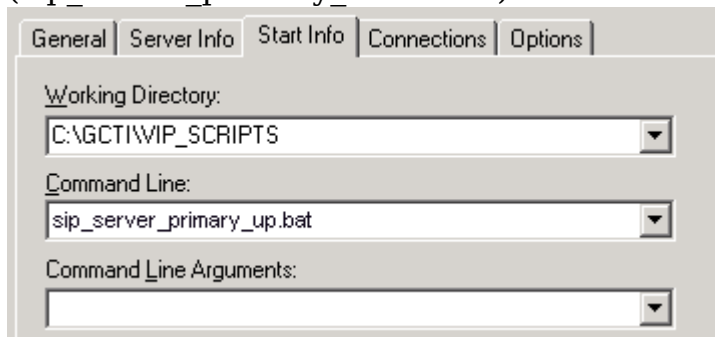 General Server Info Start Info Connections Options
Working Directory:
C:\GCTI\VIP_SCRIPTS
Command Line:
sip_server_primary_up.bat
Command Line Arguments: